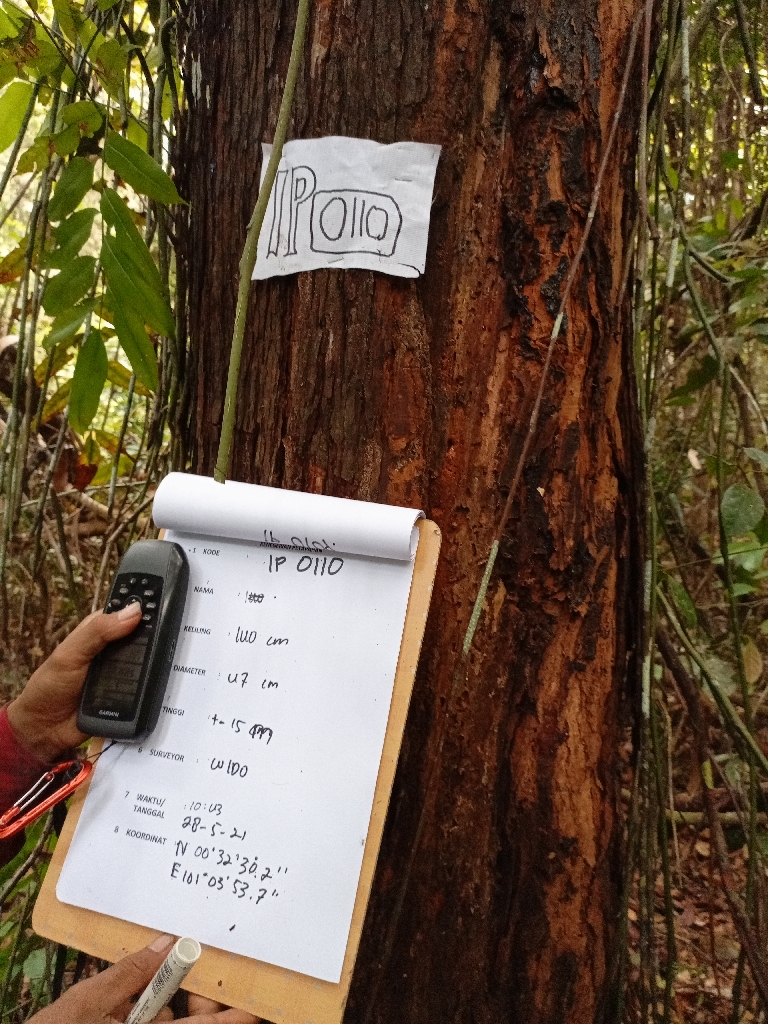 IP 0110
1 KODE : IP 0110
NAMA :
KELILING : 140 cm
DIAMETER : 47 cm
TINGGI : +- 15 m
6 SURVEYOR : WIDO
7 WAKTU/ : 10:43
TANGGAL 28-5-21
8 KOORDINAT N 00°32'30.2"
E 101°03'53.7"
GARMIN